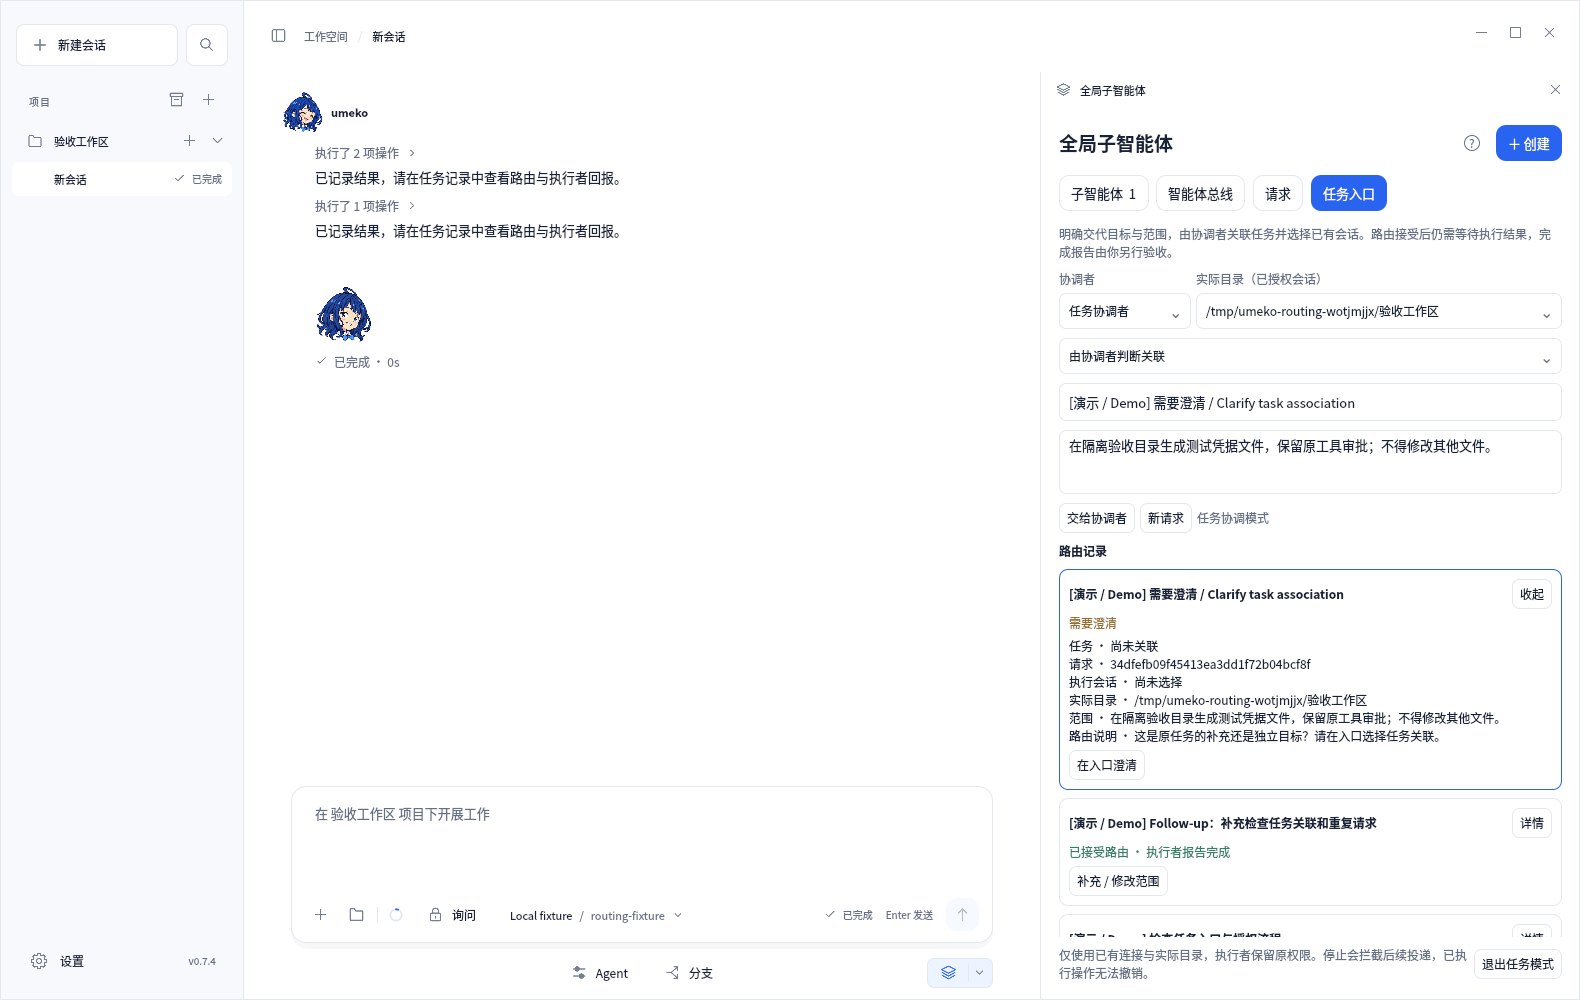 新建会话
项目
验收工作区
新会话
已完成
设置
v0.7.4
工作空间 / 新会话
umeko
执行了 2 项操作
已记录结果，请在任务记录中查看路由与执行者回报。
执行了 1 项操作
已记录结果，请在任务记录中查看路由与执行者回报。
已完成 · 0s
在 验收工作区 项目下开展工作
询问
Local fixture / routing-fixture
已完成
Enter 发送
Agent
分支
全局子智能体
全局子智能体
?
创建
子智能体 1
智能体总线
请求
任务入口
明确交代目标与范围，由协调者关联任务并选择已有会话。路由接受后仍需等待执行结果，完
成报告由你另行验收。
协调者
实际目录（已授权会话）
任务协调者
/tmp/umeko-routing-wotjmjjx/验收工作区
由协调者判断关联
[演示 / Demo] 需要澄清 / Clarify task association
在隔离验收目录生成测试凭据文件，保留原工具审批；不得修改其他文件。
交给协调者
新请求
任务协调模式
路由记录
[演示 / Demo] 需要澄清 / Clarify task association
收起
需要澄清
任务 · 尚未关联
请求 · 34dfefb09f45413ea3dd1f72b04bcf8f
执行会话 · 尚未选择
实际目录 · /tmp/umeko-routing-wotjmjjx/验收工作区
范围 · 在隔离验收目录生成测试凭据文件，保留原工具审批；不得修改其他文件。
路由说明 · 这是原任务的补充还是独立目标？请在入口选择任务关联。
在入口澄清
[演示 / Demo] Follow-up：补充检查任务关联和重复请求
详情
已接受路由 · 执行者报告完成
补充 / 修改范围
仅使用已有连接与实际目录，执行者保留原权限。停止会拦截后续投递，已执
行操作无法撤销。
退出任务模式